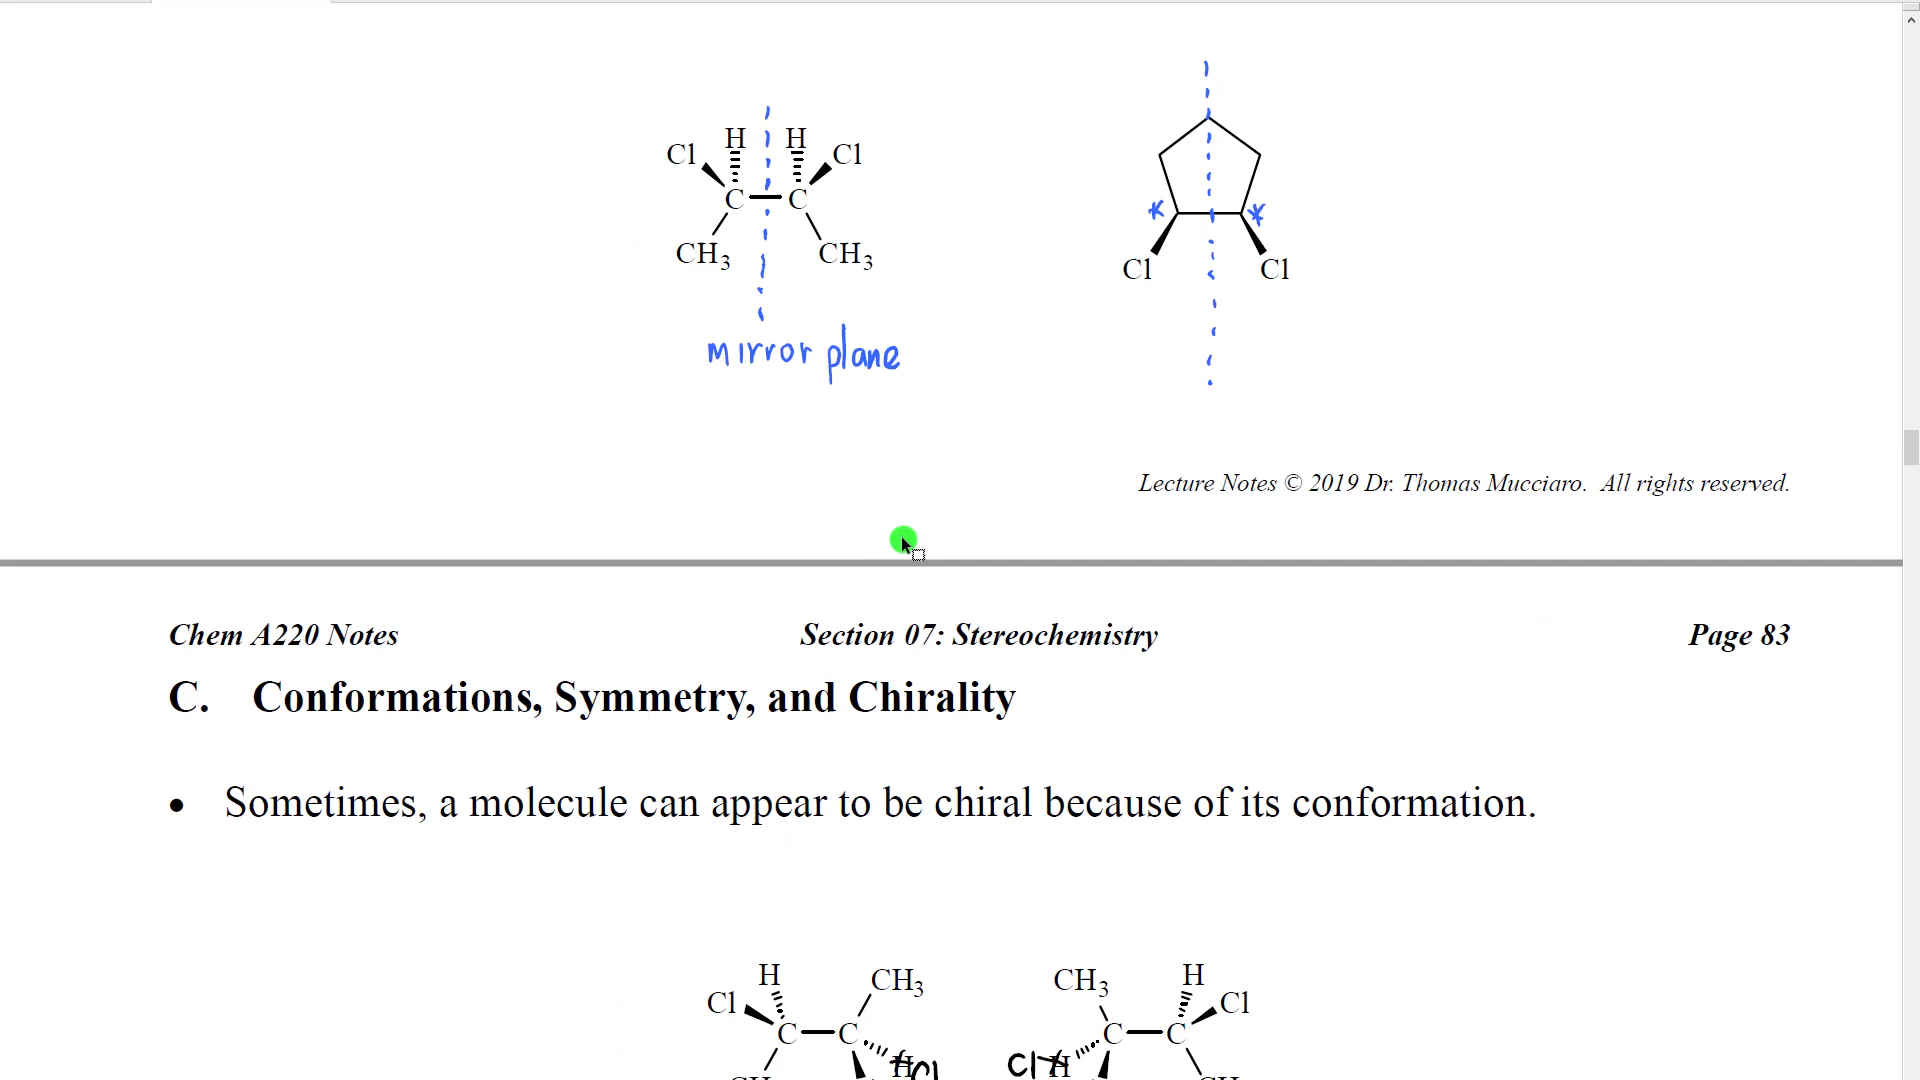 H H
Cl Cl
C C
CH3 CH3
* *
Cl Cl
mirror plane
Lecture Notes © 2019 Dr. Thomas Mucciaro. All rights reserved.
Chem A220 Notes Section 07: Stereochemistry Page 83
C. Conformations, Symmetry, and Chirality
• Sometimes, a molecule can appear to be chiral because of its conformation.
H CH3 CH3 H
Cl Cl
C C C C
H Cl Cl H